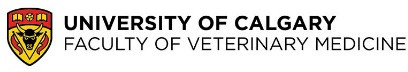 UNIVERSITY OF CALGARY
FACULTY OF VETERINARY MEDICINE